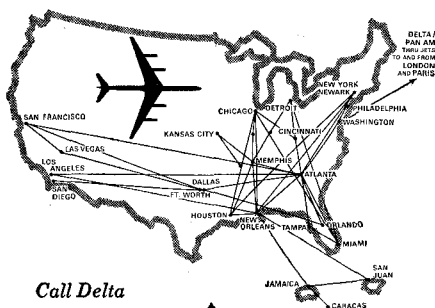 DELTA/
PAN AM
THRU JETS
TO AND FROM
LONDON
AND PARIS
NEW YORK
NEWARK
DETROIT
CHICAGO
PHILADELPHIA
SAN FRANCISCO
WASHINGTON
KANSAS CITY
CINCINNATI
LAS VEGAS
MEMPHIS
LOS
ANGELES
ATLANTA
DALLAS
SAN
DIEGO
FT. WORTH
HOUSTON
NEW
ORLEANS
TAMPA
ORLANDO
MIAMI
SAN
JUAN
JAMAICA
Call Delta
CARACAS